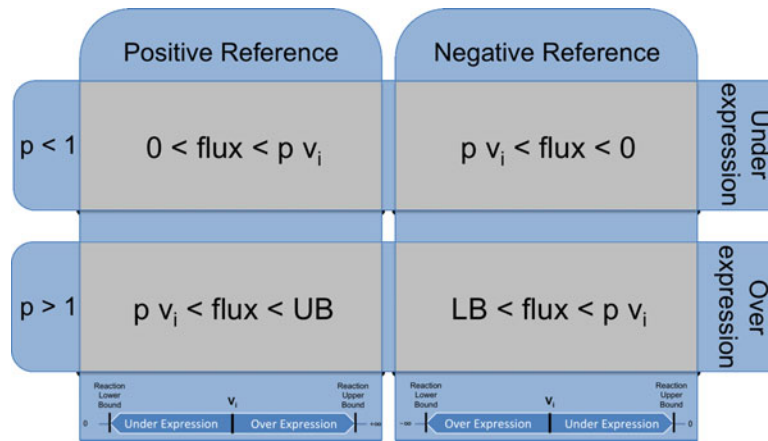 Positive Reference
Negative Reference
p < 1
0 < flux < p vᵢ
p vᵢ < flux < 0
Under
expression
p > 1
p vᵢ < flux < UB
LB < flux < p vᵢ
Over
expression
Reaction
Lower
Bound
vᵢ
Reaction
Upper
Bound
0
Under Expression
Over Expression
+∞
Reaction
Lower
Bound
vᵢ
Reaction
Upper
Bound
-∞
Over Expression
Under Expression
0